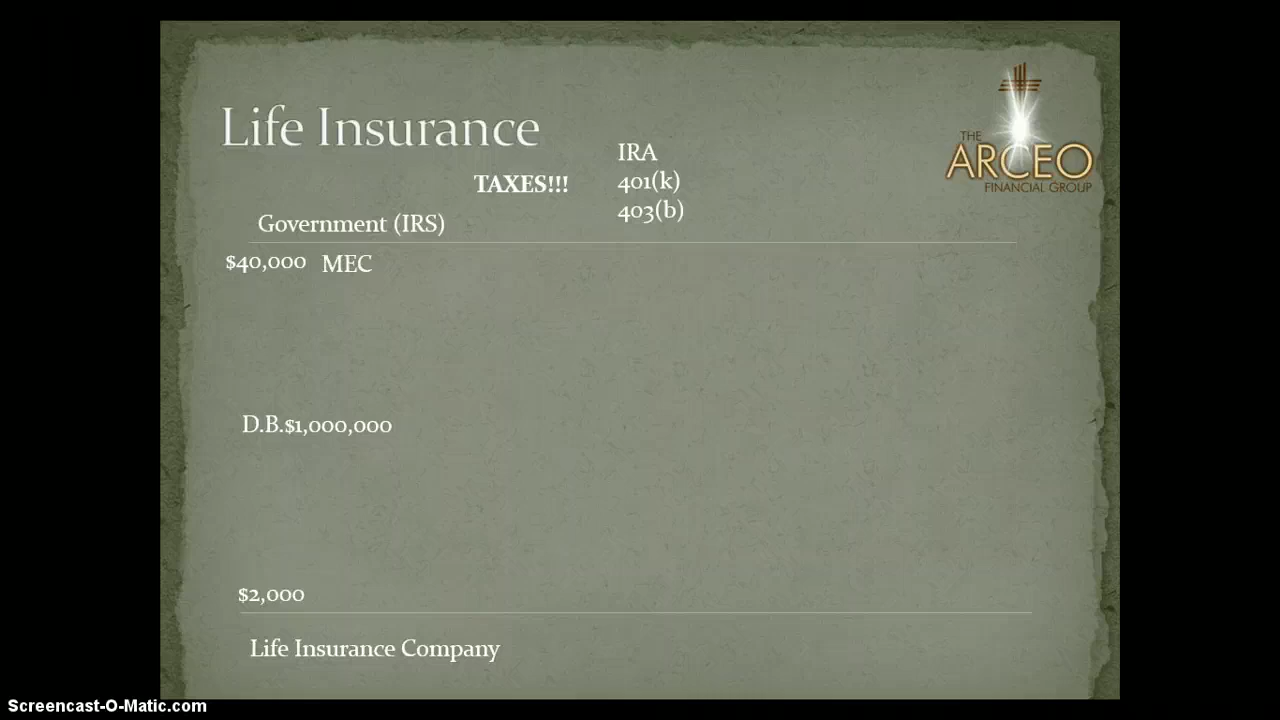 Life Insurance
THE
ARCEO
FINANCIAL GROUP
IRA
TAXES!!!
401(k)
403(b)
Government (IRS)
$40,000 MEC
D.B.$1,000,000
$2,000
Life Insurance Company
Screencast-O-Matic.com